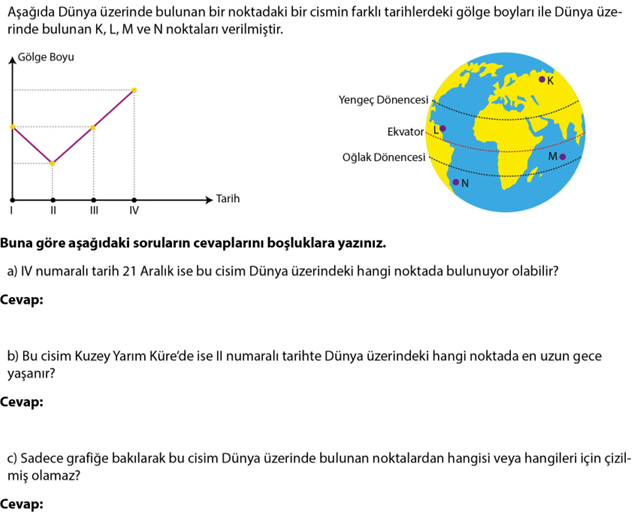 Aşağıda Dünya üzerinde bulunan bir noktadaki bir cismin farklı tarihlerdeki gölge boyları ile Dünya üze-
rinde bulunan K, L, M ve N noktaları verilmiştir.
Gölge Boyu
Tarih
I II III IV
Yengeç Dönencesi
Ekvator
Oğlak Dönencesi
K
L
M
N
Buna göre aşağıdaki soruların cevaplarını boşluklara yazınız.
a) IV numaralı tarih 21 Aralık ise bu cisim Dünya üzerindeki hangi noktada bulunuyor olabilir?
Cevap:
b) Bu cisim Kuzey Yarım Küre’de ise II numaralı tarihte Dünya üzerindeki hangi noktada en uzun gece
yaşanır?
Cevap:
c) Sadece grafiğe bakılarak bu cisim Dünya üzerinde bulunan noktalardan hangisi veya hangileri için çizil-
miş olamaz?
Cevap: